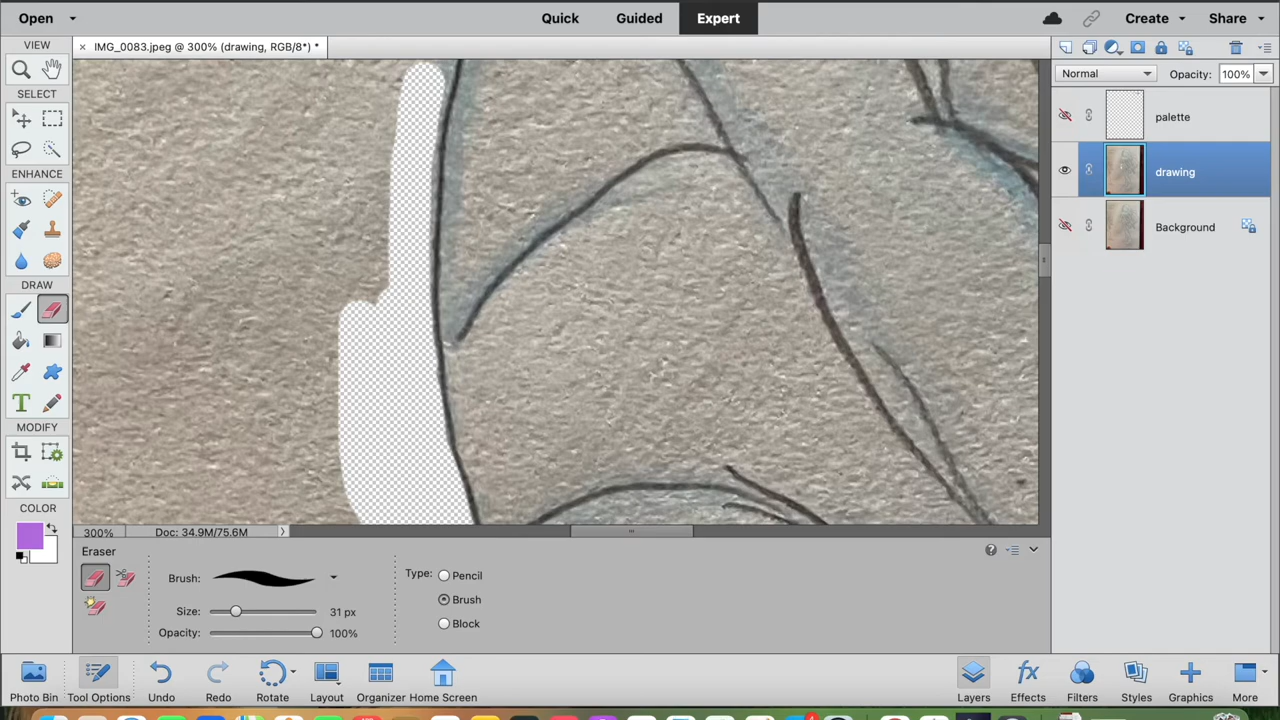 Open
Quick
Guided
Expert
Create
Share
× IMG_0083.jpeg @ 300% (drawing, RGB/8*) *
VIEW
SELECT
ENHANCE
DRAW
T
MODIFY
COLOR
Normal
Opacity: 100%
palette
drawing
Background
300% Doc: 34.9M/75.6M
Eraser
Brush:
Size: 31 px
Opacity: 100%
Type: Pencil
Brush
Block
Photo Bin
Tool Options
Undo
Redo
Rotate
Layout
Organizer
Home Screen
Layers
Effects
Filters
Styles
Graphics
More